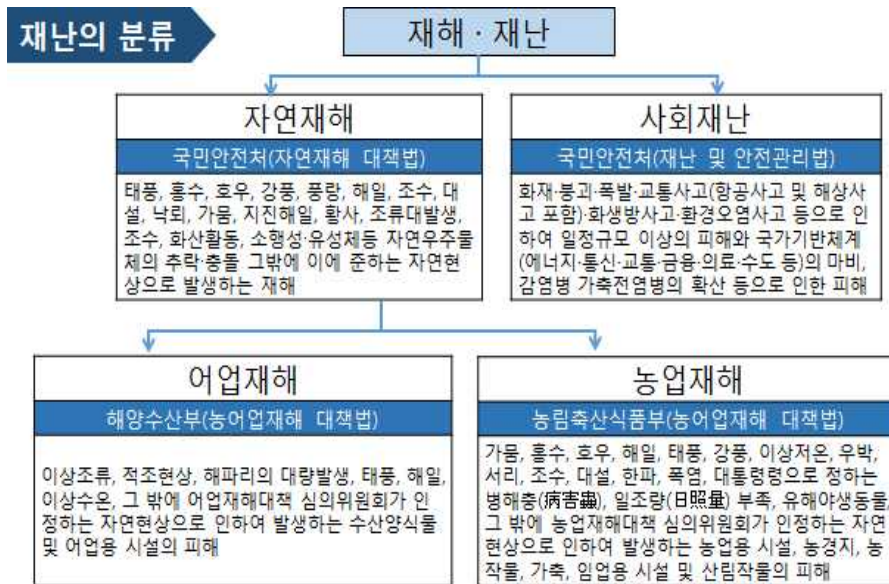 재난의 분류
재해 · 재난
자연재해
국민안전처(자연재해 대책법)
태풍, 홍수, 호우, 강풍, 풍랑, 해일, 조수, 대
설, 낙뢰, 가뭄, 지진해일, 황사, 조류대발생,
조수, 화산활동, 소행성·유성체등 자연우주물
체의 추락·충돌 그밖에 이에 준하는 자연현
상으로 발생하는 재해
사회재난
국민안전처(재난 및 안전관리법)
화재·붕괴·폭발·교통사고(항공사고 및 해상사
고 포함)·화생방사고·환경오염사고 등으로 인
하여 일정규모 이상의 피해와 국가기반체계
(에너지·통신·교통·금융·의료·수도 등)의 마비,
감염병 가축전염병의 확산 등으로 인한 피해
어업재해
해양수산부(농어업재해 대책법)
이상조류, 적조현상, 해파리의 대량발생, 태풍, 해일,
이상수온, 그 밖에 어업재해대책 심의위원회가 인
정하는 자연현상으로 인하여 발생하는 수산양식물
및 어업용 시설의 피해
농업재해
농림축산식품부(농어업재해 대책법)
가뭄, 홍수, 호우, 해일, 태풍, 강풍, 이상저온, 우박,
서리, 조수, 대설, 한파, 폭염, 대통령령으로 정하는
병해충(病害蟲), 일조량(日照量) 부족, 유해야생동물,
그 밖에 농업재해대책 심의위원회가 인정하는 자연
현상으로 인하여 발생하는 농업용 시설, 농경지, 농
작물, 가축, 임업용 시설 및 산림작물의 피해